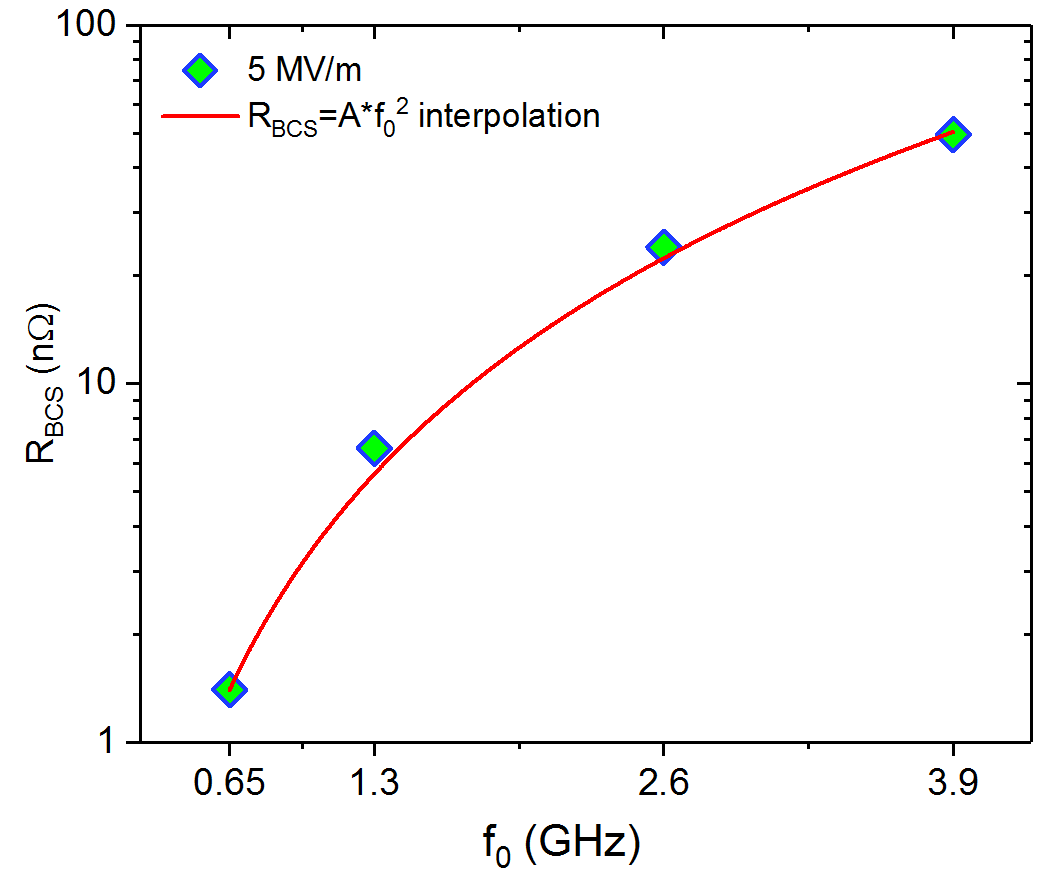 100
5 MV/m
R_BCS=A*f_0^2 interpolation
10
1
R_BCS (nΩ)
0.65 1.3 2.6 3.9
f_0 (GHz)